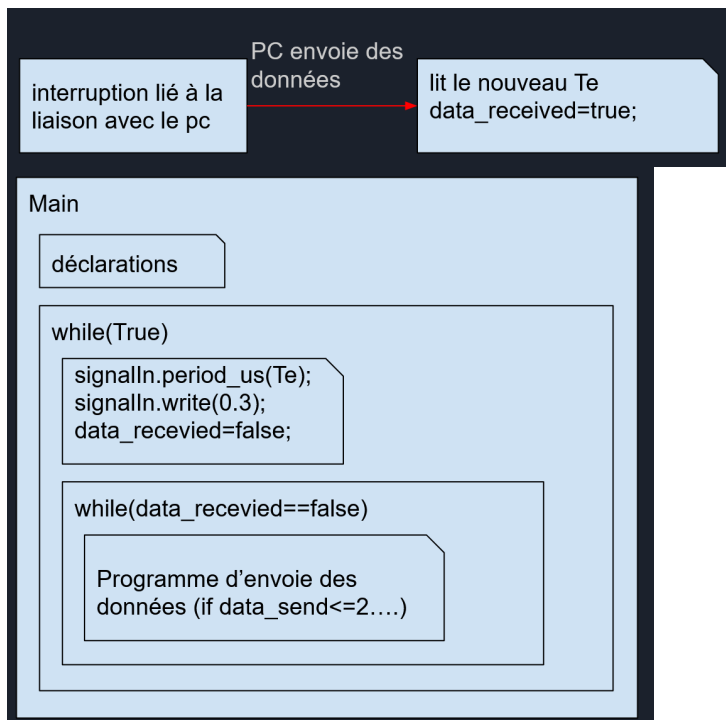 PC envoie des
données
interruption lié à la
liaison avec le pc
lit le nouveau Te
data_received=true;
Main
déclarations
while(True)
signalIn.period_us(Te);
signalIn.write(0.3);
data_recevied=false;
while(data_recevied==false)
Programme d’envoie des
données (if data_send<=2….)